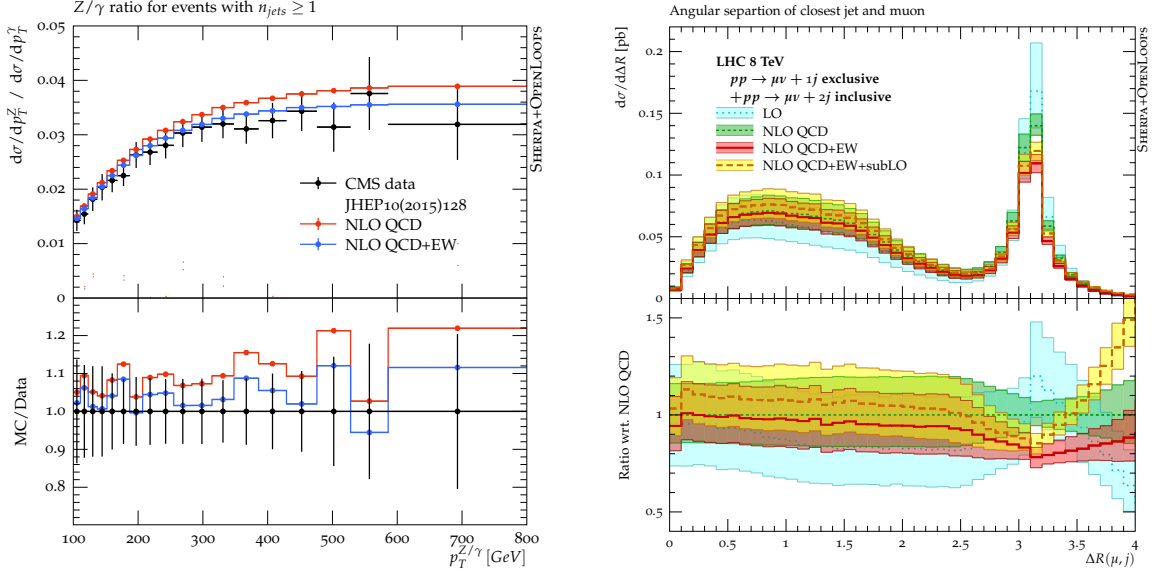 Z/γ ratio for events with n_jets ≥ 1
SHERPA+OPENLOOPS
dσ/dp_T^Z / dσ/dp_T^γ
0.05
0.04
0.03
0.02
0.01
0
CMS data
JHEP10(2015)128
NLO QCD
NLO QCD+EW
MC/Data
1.2
1.1
1.0
0.9
0.8
100 200 300 400 500 600 700 800
p_T^{Z/γ} [GeV]
Angular separtion of closest jet and muon
SHERPA+OPENLOOPS
dσ/dΔR [pb]
0.2
0.15
0.1
0.05
0
LHC 8 TeV
pp → μν + 1j exclusive
+pp → μν + 2j inclusive
LO
NLO QCD
NLO QCD+EW
NLO QCD+EW+subLO
Ratio wrt. NLO QCD
1.5
1
0.5
0 0.5 1 1.5 2 2.5 3 3.5 4
ΔR(μ, j)